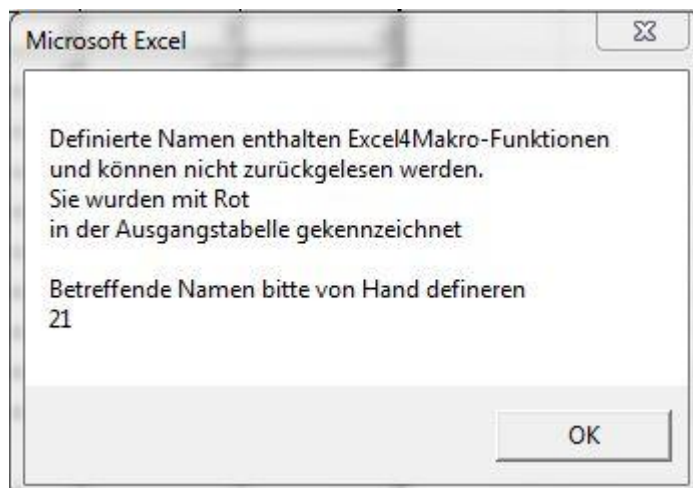 Microsoft Excel
Definierte Namen enthalten Excel4Makro-Funktionen
und können nicht zurückgelesen werden.
Sie wurden mit Rot
in der Ausgangstabelle gekennzeichnet
Betreffende Namen bitte von Hand defineren
21
OK